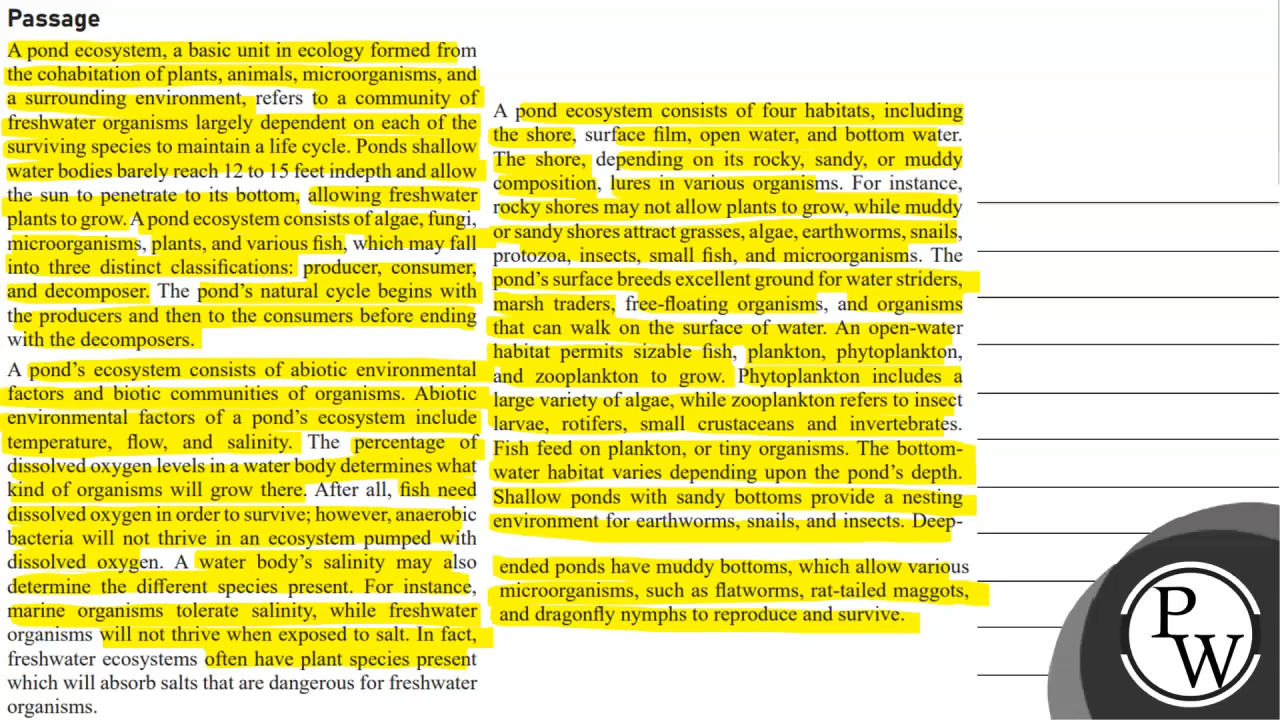 Passage
A pond ecosystem, a basic unit in ecology formed from
the cohabitation of plants, animals, microorganisms, and
a surrounding environment, refers to a community of
freshwater organisms largely dependent on each of the
surviving species to maintain a life cycle. Ponds shallow
water bodies barely reach 12 to 15 feet indepth and allow
the sun to penetrate to its bottom, allowing freshwater
plants to grow. A pond ecosystem consists of algae, fungi,
microorganisms, plants, and various fish, which may fall
into three distinct classifications: producer, consumer,
and decomposer. The pond's natural cycle begins with
the producers and then to the consumers before ending
with the decomposers.
A pond's ecosystem consists of abiotic environmental
factors and biotic communities of organisms. Abiotic
environmental factors of a pond's ecosystem include
temperature, flow, and salinity. The percentage of
dissolved oxygen levels in a water body determines what
kind of organisms will grow there. After all, fish need
dissolved oxygen in order to survive; however, anaerobic
bacteria will not thrive in an ecosystem pumped with
dissolved oxygen. A water body's salinity may also
determine the different species present. For instance,
marine organisms tolerate salinity, while freshwater
organisms will not thrive when exposed to salt. In fact,
freshwater ecosystems often have plant species present
which will absorb salts that are dangerous for freshwater
organisms.
A pond ecosystem consists of four habitats, including
the shore, surface film, open water, and bottom water.
The shore, depending on its rocky, sandy, or muddy
composition, lures in various organisms. For instance,
rocky shores may not allow plants to grow, while muddy
or sandy shores attract grasses, algae, earthworms, snails,
protozoa, insects, small fish, and microorganisms. The
pond's surface breeds excellent ground for water striders,
marsh traders, free-floating organisms, and organisms
that can walk on the surface of water. An open-water
habitat permits sizable fish, plankton, phytoplankton,
and zooplankton to grow. Phytoplankton includes a
large variety of algae, while zooplankton refers to insect
larvae, rotifers, small crustaceans and invertebrates.
Fish feed on plankton, or tiny organisms. The bottom-
water habitat varies depending upon the pond's depth.
Shallow ponds with sandy bottoms provide a nesting
environment for earthworms, snails, and insects. Deep-
ended ponds have muddy bottoms, which allow various
microorganisms, such as flatworms, rat-tailed maggots,
and dragonfly nymphs to reproduce and survive.
P
W